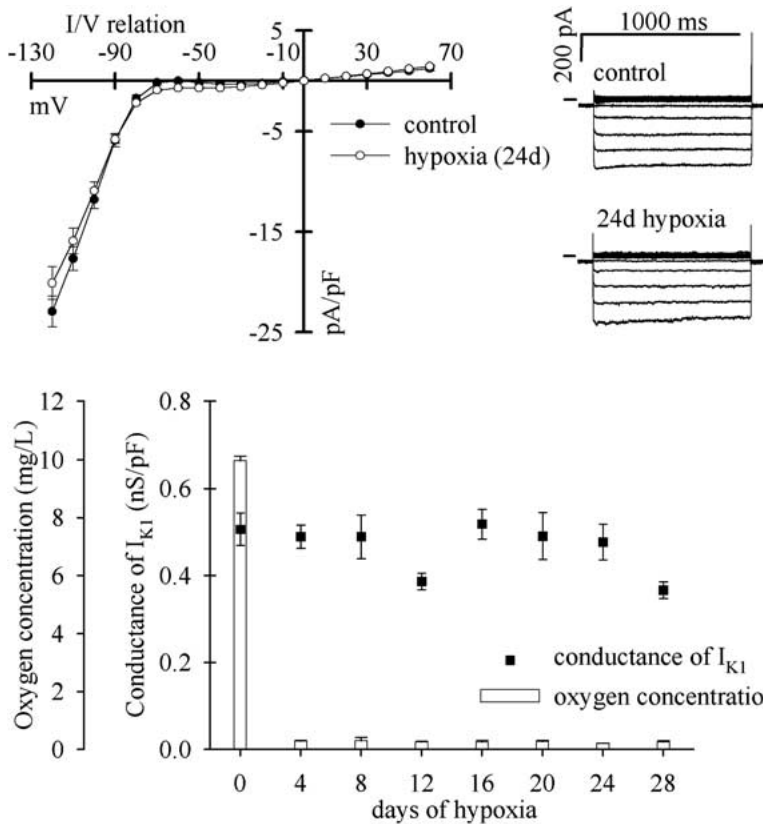 I/V relation
5
-130 -90 -50 -10 30 70
mV
-5
control
hypoxia (24d)
-15
-25
pA/pF
1000 ms
200 pA
control
24d hypoxia
Oxygen concentration (mg/L)
12
10
8
6
4
2
0
Conductance of I_K1 (nS/pF)
0.8
0.6
0.4
0.2
0.0
conductance of I_K1
oxygen concentratio
0 4 8 12 16 20 24 28
days of hypoxia